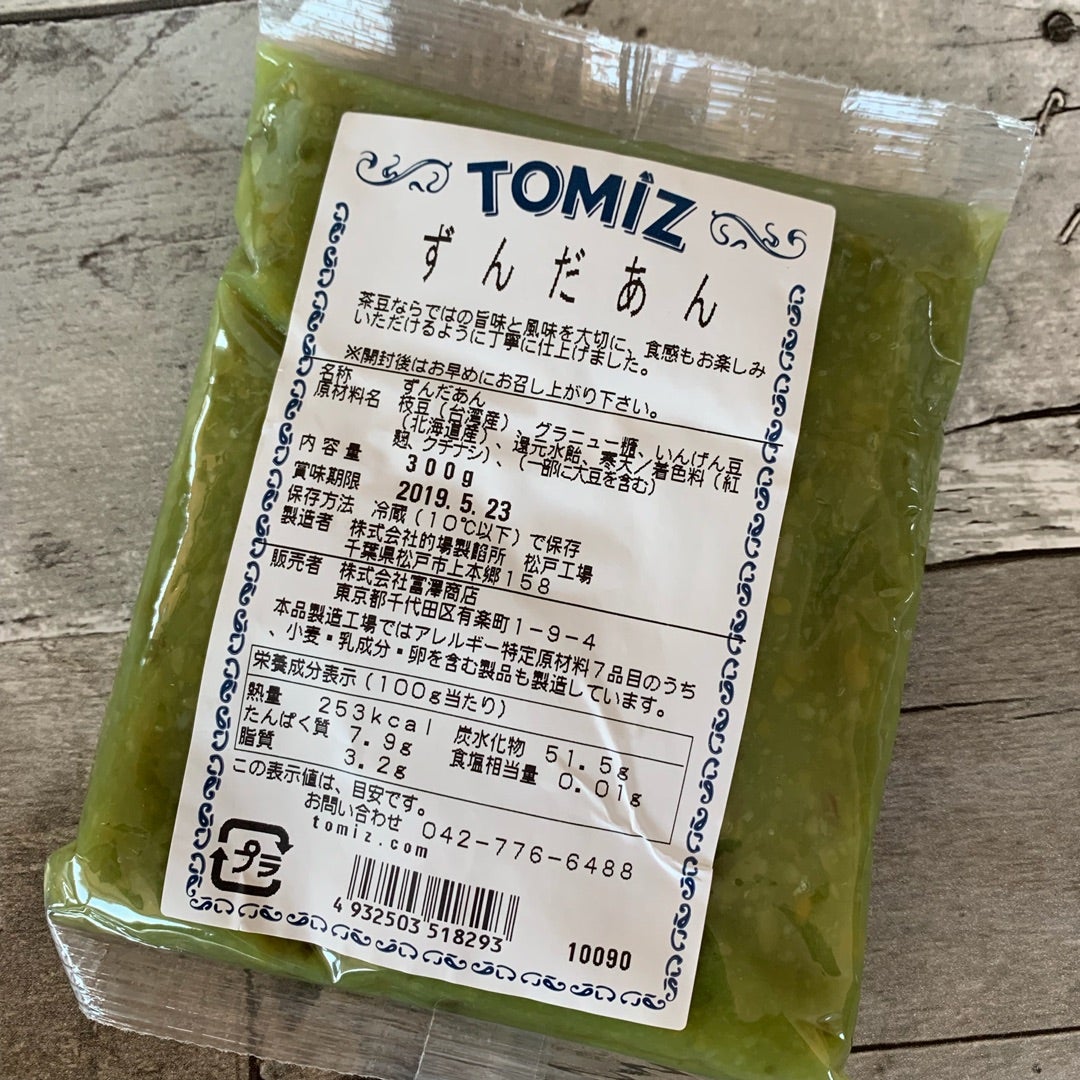 TOMIZ
ずんだあん
茶豆ならではの旨味と風味を大切に、食感もお楽しみ
いただけるように丁寧に仕上げました。
※開封後はお早めにお召し上がり下さい。
名称 ずんだあん
原材料名 枝豆（台湾産）、グラニュー糖、いんげん豆
（北海道産）、還元水飴、寒天／着色料（紅
麹、クチナシ）、（一部に大豆を含む）
内容量 300g
賞味期限 2019.5.23
保存方法 冷蔵（10℃以下）で保存
製造者 株式会社的場製餡所 松戸工場
千葉県松戸市上本郷158
販売者 株式会社富澤商店
東京都千代田区有楽町1-9-4
本品製造工場ではアレルギー特定原材料7品目のうち
、小麦・乳成分・卵を含む製品も製造しています。
栄養成分表示（100g当たり）
熱量 253kcal 炭水化物 51.5g
たんぱく質 7.9g 食塩相当量 0.01g
脂質 3.2g
この表示値は、目安です。
お問い合わせ 042-776-6488
tomiz.com
プラ
4 932503 518293
10090